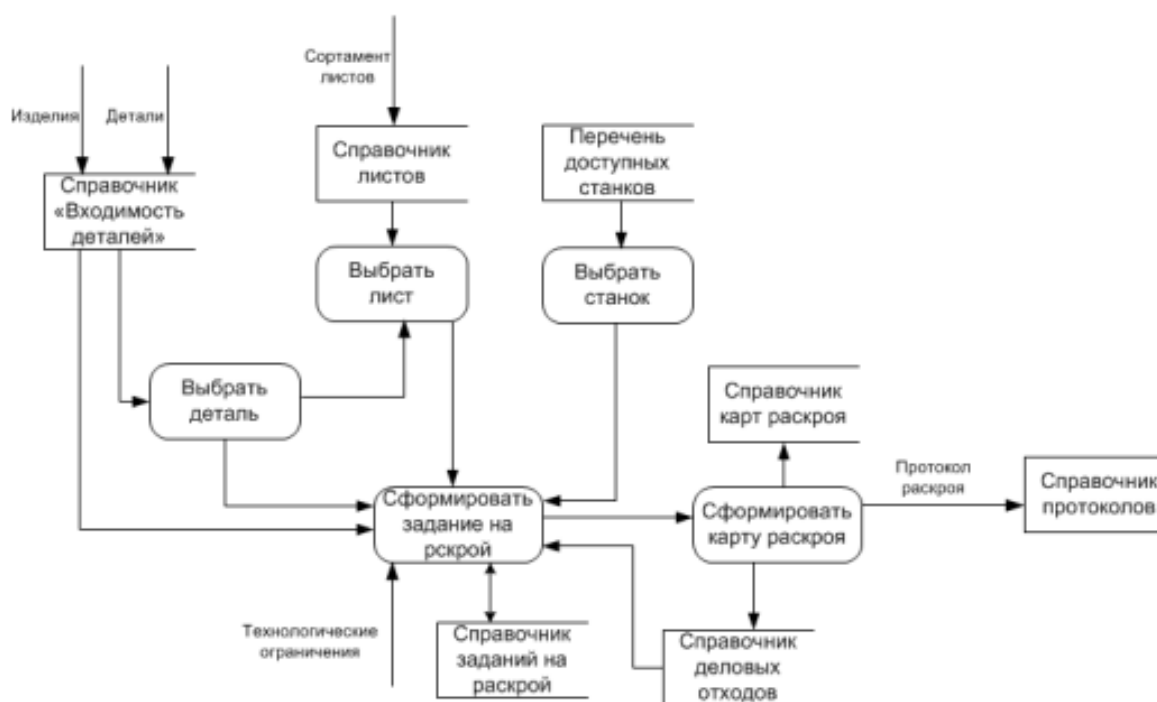 Сортамент
листов
Изделия
Детали
Справочник
«Входимость
деталей»
Справочник
листов
Перечень
доступных
станков
Выбрать
лист
Выбрать
станок
Выбрать
деталь
Справочник
карт раскроя
Протокол
раскроя
Сформировать
задание на
рскрой
Сформировать
карту раскроя
Справочник
протоколов
Технологические
ограничения
Справочник
заданий на
раскрой
Справочник
деловых
отходов